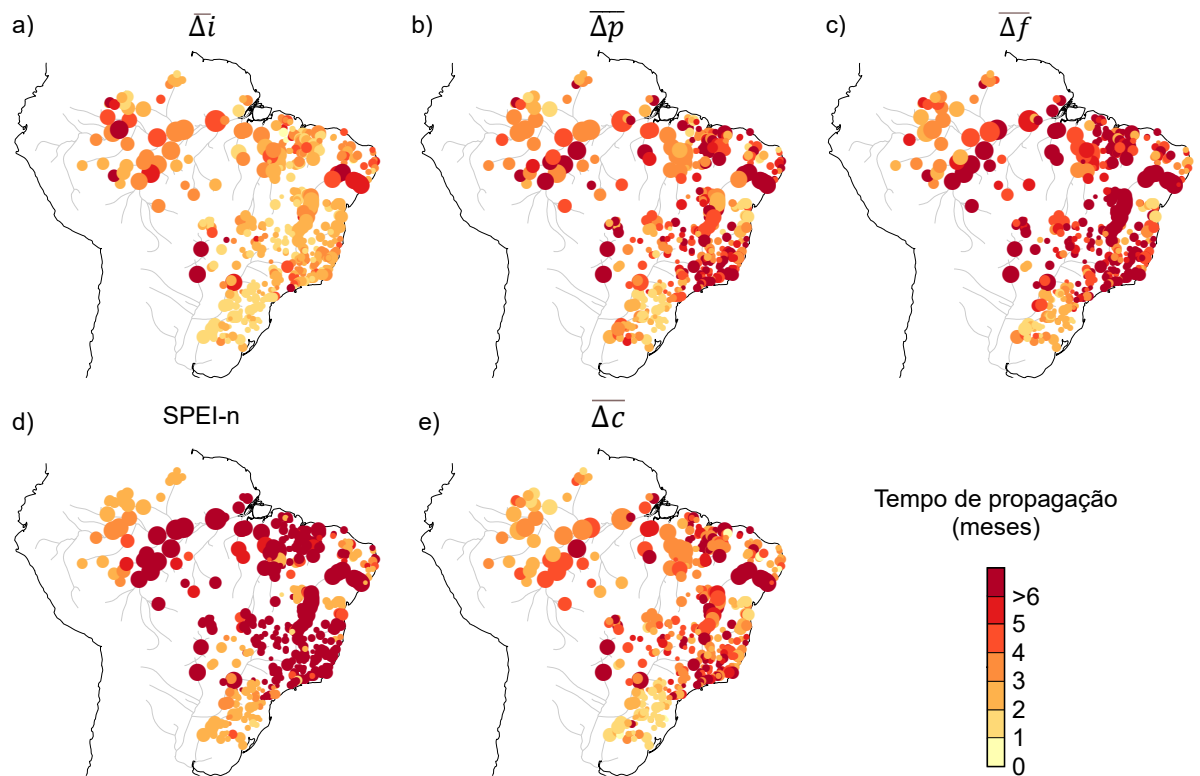 a) Δi
b) Δp
c) Δf
d) SPEI-n
e) Δc
Tempo de propagação
(meses)
>6
5
4
3
2
1
0